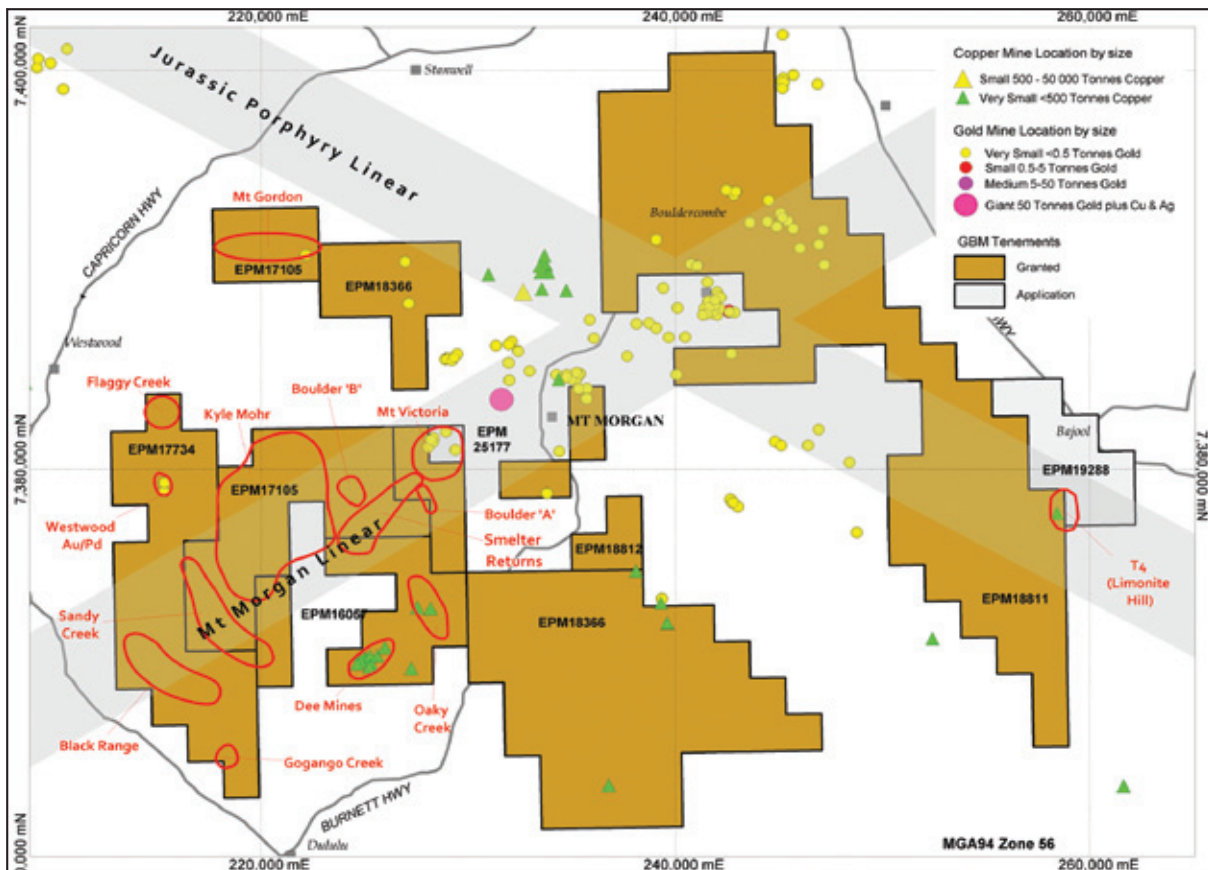 220,000 mE
240,000 mE
260,000 mE
7,400,000 mN
Jurassic Porphyry Linear
Stanwell
Copper Mine Location by size
Small 500 - 50 000 Tonnes Copper
Very Small <500 Tonnes Copper
Gold Mine Location by size
Very Small <0.5 Tonnes Gold
Small 0.5-5 Tonnes Gold
Medium 5-50 Tonnes Gold
Giant 50 Tonnes Gold plus Cu & Ag
GBM Tenements
Granted
Application
CAPRICORN HWY
Mt Gordon
Bouldercombe
EPM17105
EPM18366
WY
Westwood
Flaggy Creek
Kyle Mohr
Boulder 'B'
Mt Victoria
EPM
25177
MT MORGAN
Bajool
EPM17734
EPM17105
EPM19288
7,380,000 mN
7,380,000 mN
Westwood
Au/Pd
Boulder 'A'
Smelter
Returns
Mt Morgan Linear
EPM18812
T4
(Limonite
Hill)
Sandy
Creek
EPM16057
EPM18366
EPM18811
Dee Mines
Oaky
Creek
Black Range
Gogango Creek
BURNETT HWY
Dululu
MGA94 Zone 56
0,000 mN
220,000 mE
240,000 mE
260,000 mE